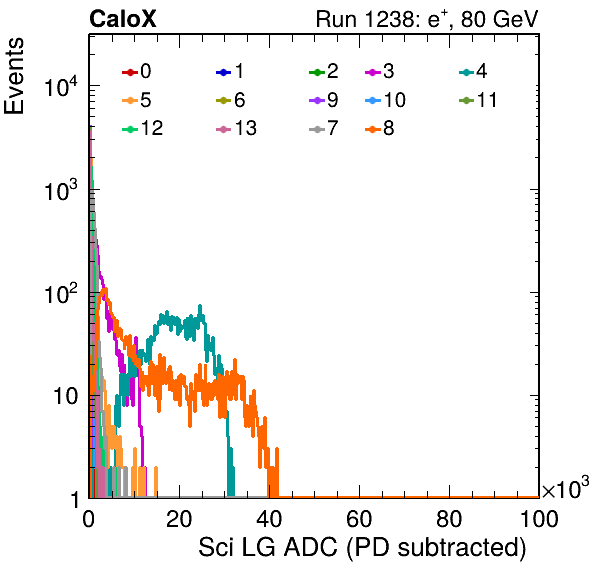 CaloX Run 1238: e⁺, 80 GeV
Events
0 1 2 3 4
5 6 9 10 11
12 13 7 8
10⁴
10³
10²
10
1
0 20 40 60 80 100
×10³
Sci LG ADC (PD subtracted)